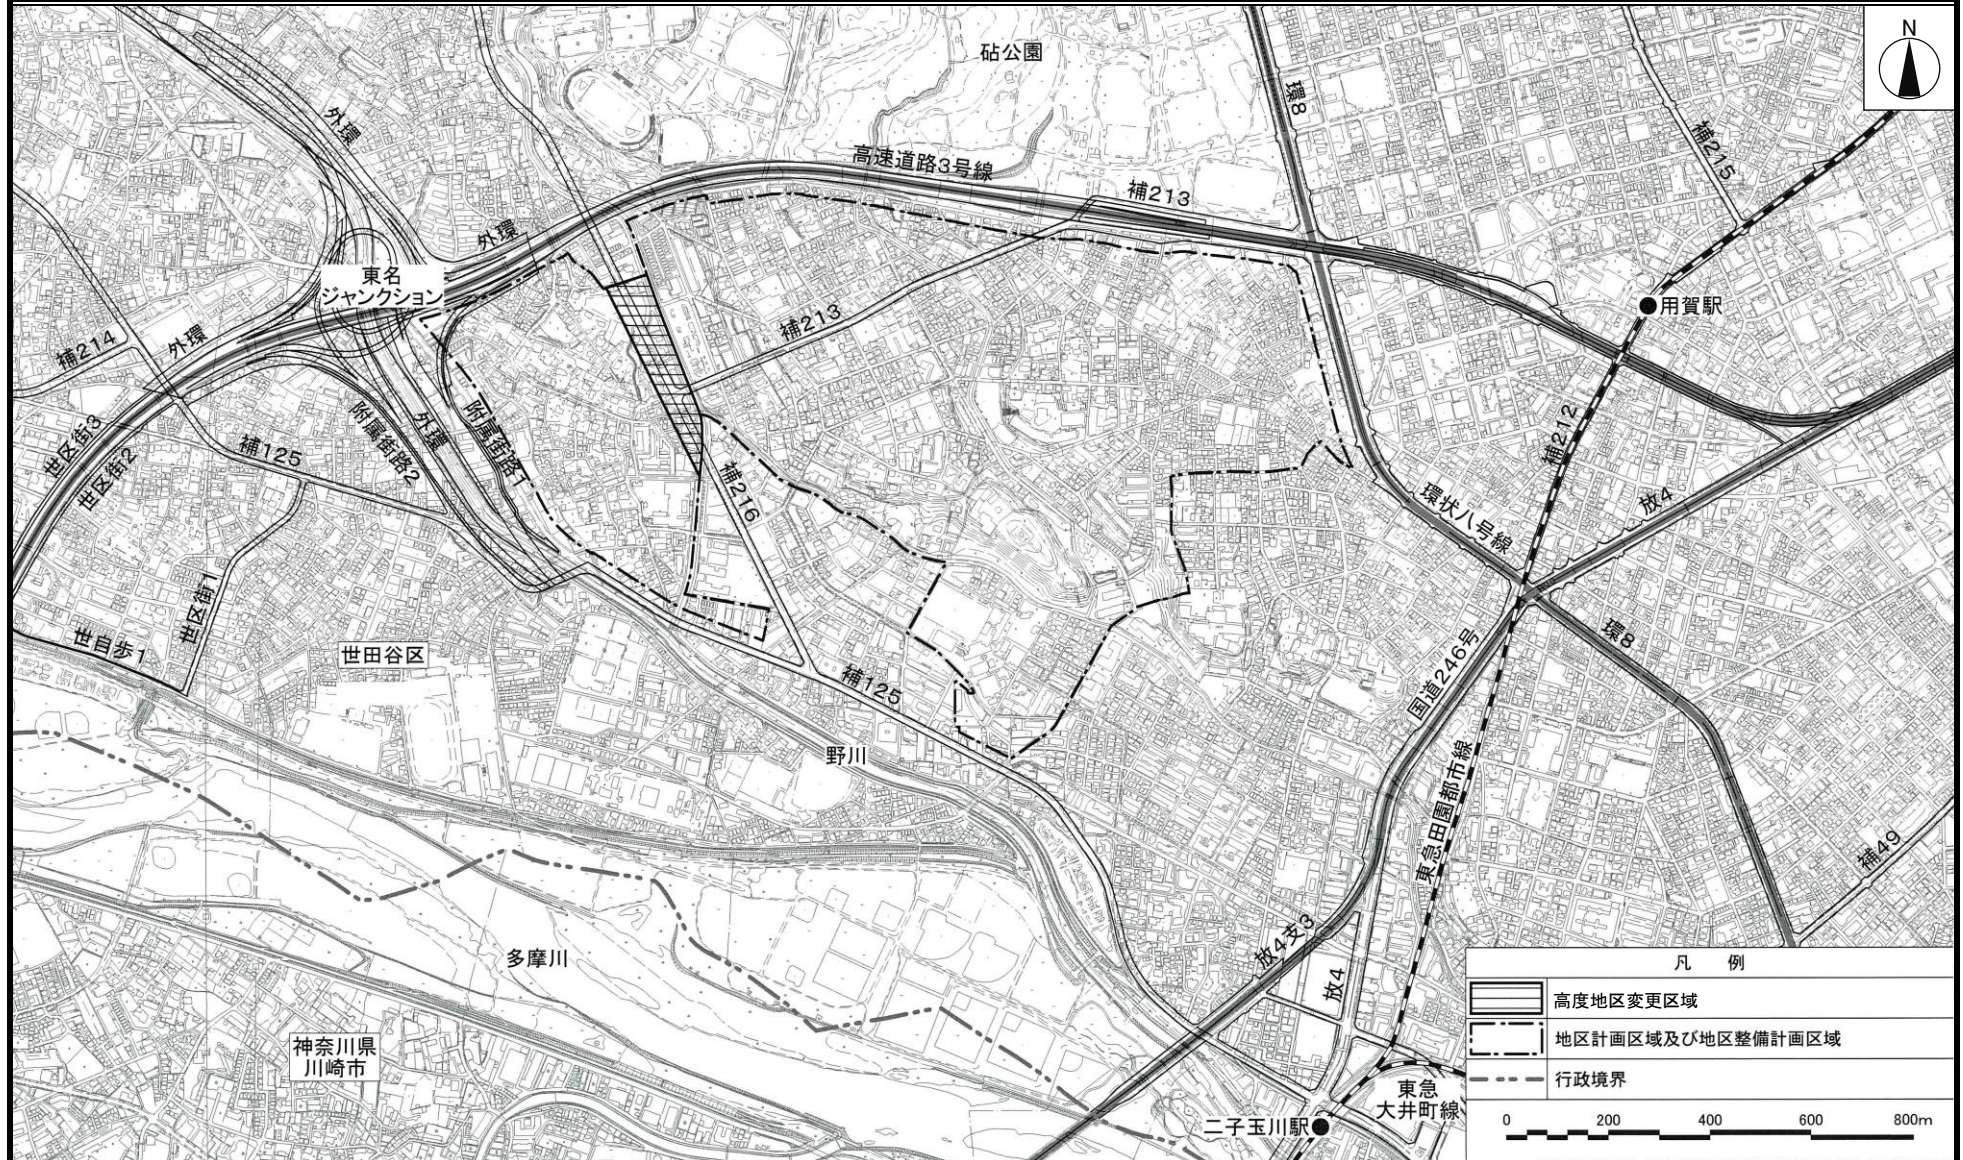 砧公園
N
外環
環8
補215
高速道路3号線
補213
外環
東名
ジャンクション
用賀駅
補213
補214
外環
世区街3
世区街2
補125
附属街路2
外環
附属街路1
補216
補212
放4
環状八号線
世区街1
世自歩1
世田谷区
環8
国道246号
補125
野川
東急田園都市線
補49
多摩川
放4支3
放4
神奈川県
川崎市
東急
大井町線
二子玉川駅
凡 例
高度地区変更区域
地区計画区域及び地区整備計画区域
行政境界
0 200 400 600 800m